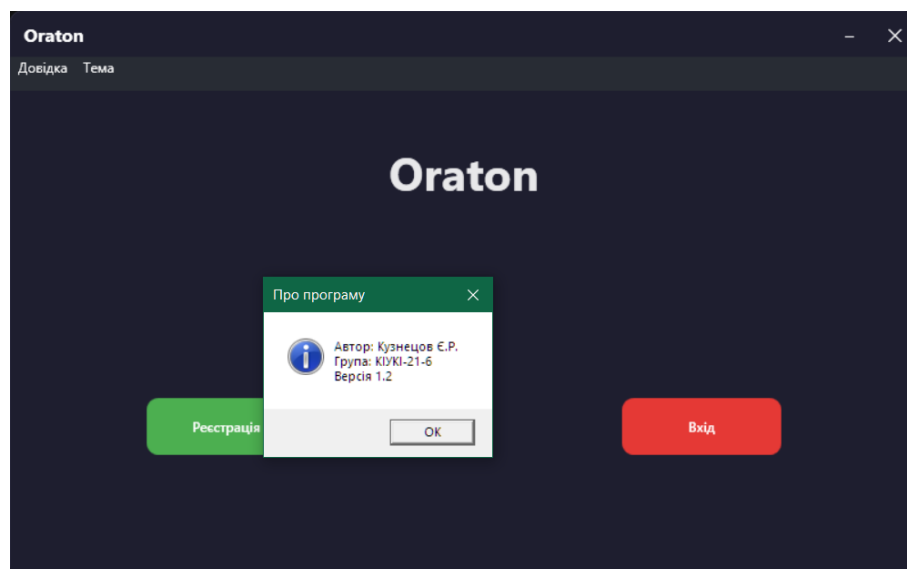 Oraton
Довідка Тема
Oraton
Про програму
Автор: Кузнецов Є.Р.
Група: КІУКІ-21-6
Версія 1.2
OK
Реєстрація
Вхід